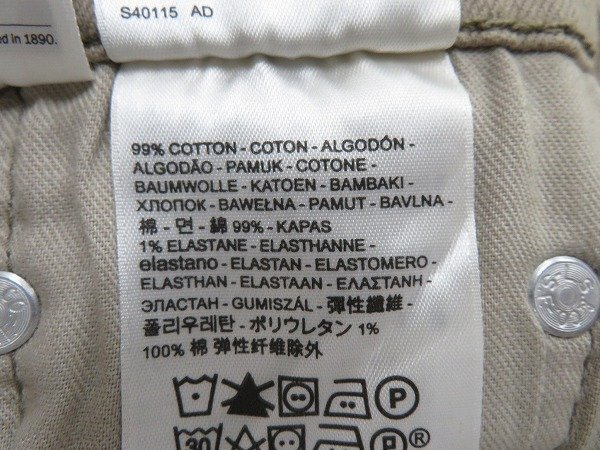 S40115 AD
ed in 1890.
99% COTTON - COTON - ALGODÓN -
ALGODÃO - PAMUK - COTONE -
BAUMWOLLE - KATOEN - BAMBAKI -
ХЛОПОК - BAWEŁNA - PAMUT - BAVLNA -
棉 - 면 - 綿 99% - KAPAS
1% ELASTANE - ELASTHANNE -
elastano - ELASTAN - ELASTOMERO -
ELASTHAN - ELASTAAN - ΕΛΑΣΤΑΝΗ -
ЭЛАСТАН - GUMISZÁL - 彈性纖維 -
폴리우레탄 - ポリウレタン 1%
100% 棉 弹性纤维除外
P
30 P®